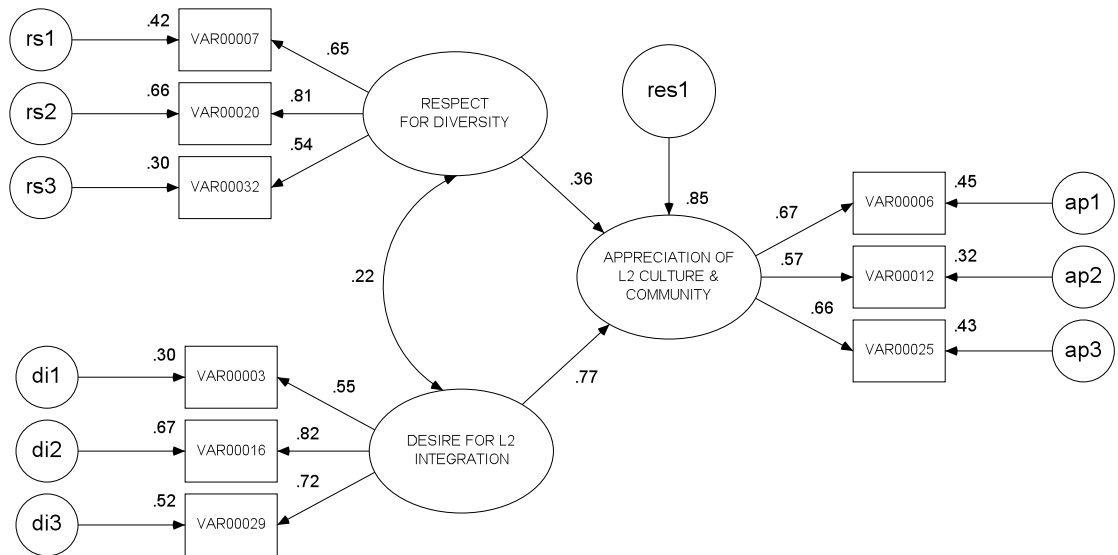 rs1
.42
VAR00007
.65
rs2
.66
VAR00020
.81
rs3
.30
VAR00032
.54
RESPECT
FOR DIVERSITY
res1
.36
.85
.22
APPRECIATION OF
L2 CULTURE &
COMMUNITY
.67
VAR00006
.45
ap1
.57
VAR00012
.32
ap2
.66
VAR00025
.43
ap3
di1
.30
VAR00003
.55
di2
.67
VAR00016
.82
di3
.52
VAR00029
.72
DESIRE FOR L2
INTEGRATION
.77